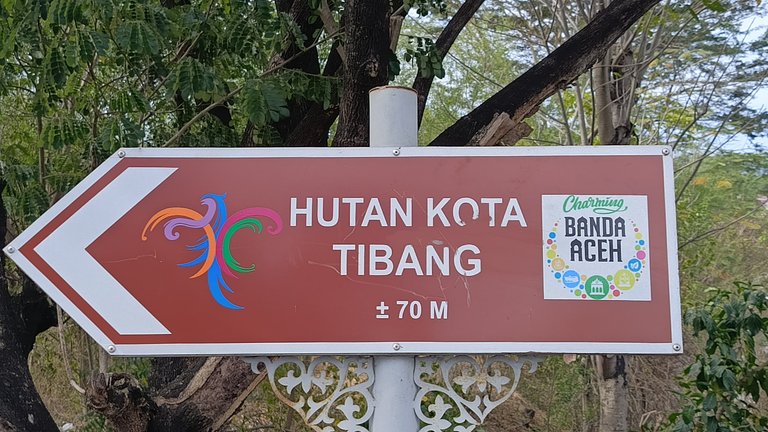 HUTAN KOTA
TIBANG
± 70 M
Charming
BANDA
ACEH